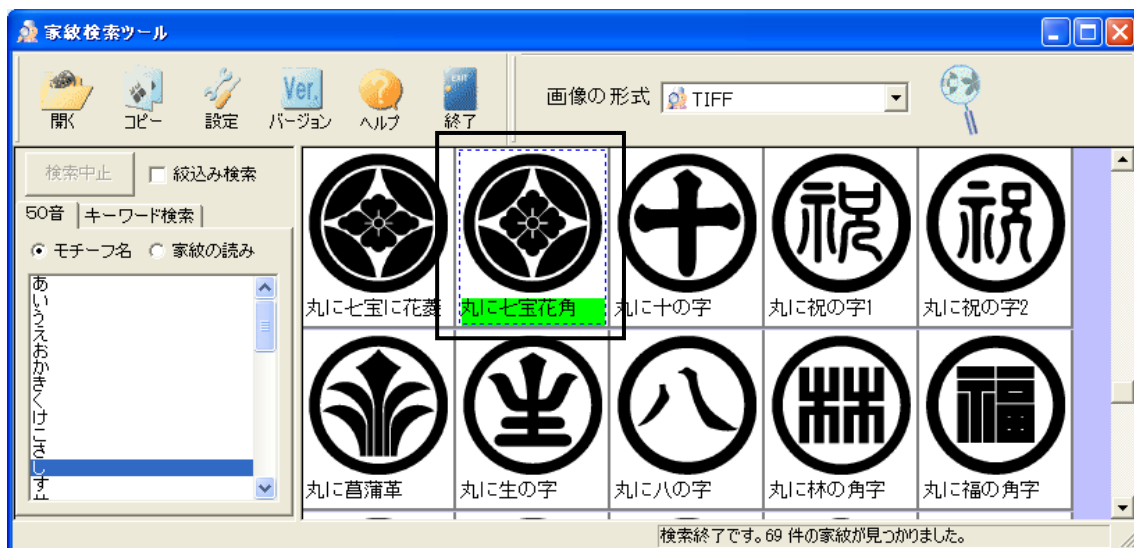 家紋検索ツール
開く
コピー
Ver.
設定
バージョン
ヘルプ
EXIT
終了
画像の形式
TIFF
検索中止
絞込み検索
50音
キーワード検索
モチーフ名
家紋の読み
あ
い
う
え
お
か
き
く
け
こ
さ
し
す
丸に七宝に花菱
丸に七宝花角
十
丸に十の字
祝
丸に祝の字1
祝
丸に祝の字2
丸に菖蒲革
生
丸に生の字
八
丸に八の字
林
丸に林の角字
福
丸に福の角字
検索終了です。69 件の家紋が見つかりました。